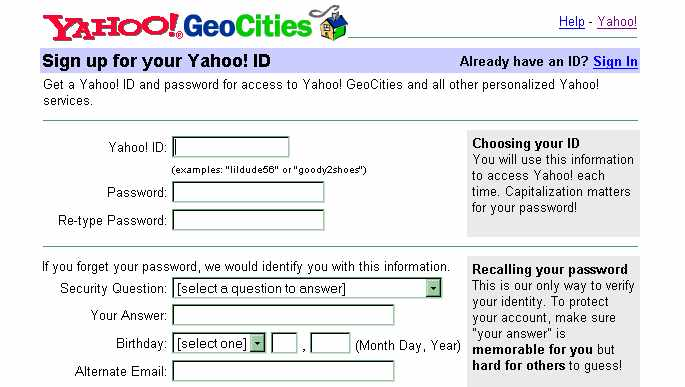 YAHOO! GeoCities
Help - Yahoo!
Sign up for your Yahoo! ID
Already have an ID? Sign In
Get a Yahoo! ID and password for access to Yahoo! GeoCities and all other personalized Yahoo!
services.
Yahoo! ID:
(examples: "lildude56" or "goody2shoes")
Password:
Re-type Password:
Choosing your ID
You will use this information
to access Yahoo! each
time. Capitalization matters
for your password!
If you forget your password, we would identify you with this information.
Security Question: [select a question to answer]
Your Answer:
Birthday: [select one] , (Month Day, Year)
Alternate Email:
Recalling your password
This is our only way to verify
your identity. To protect
your account, make sure
"your answer" is
memorable for you but
hard for others to guess!